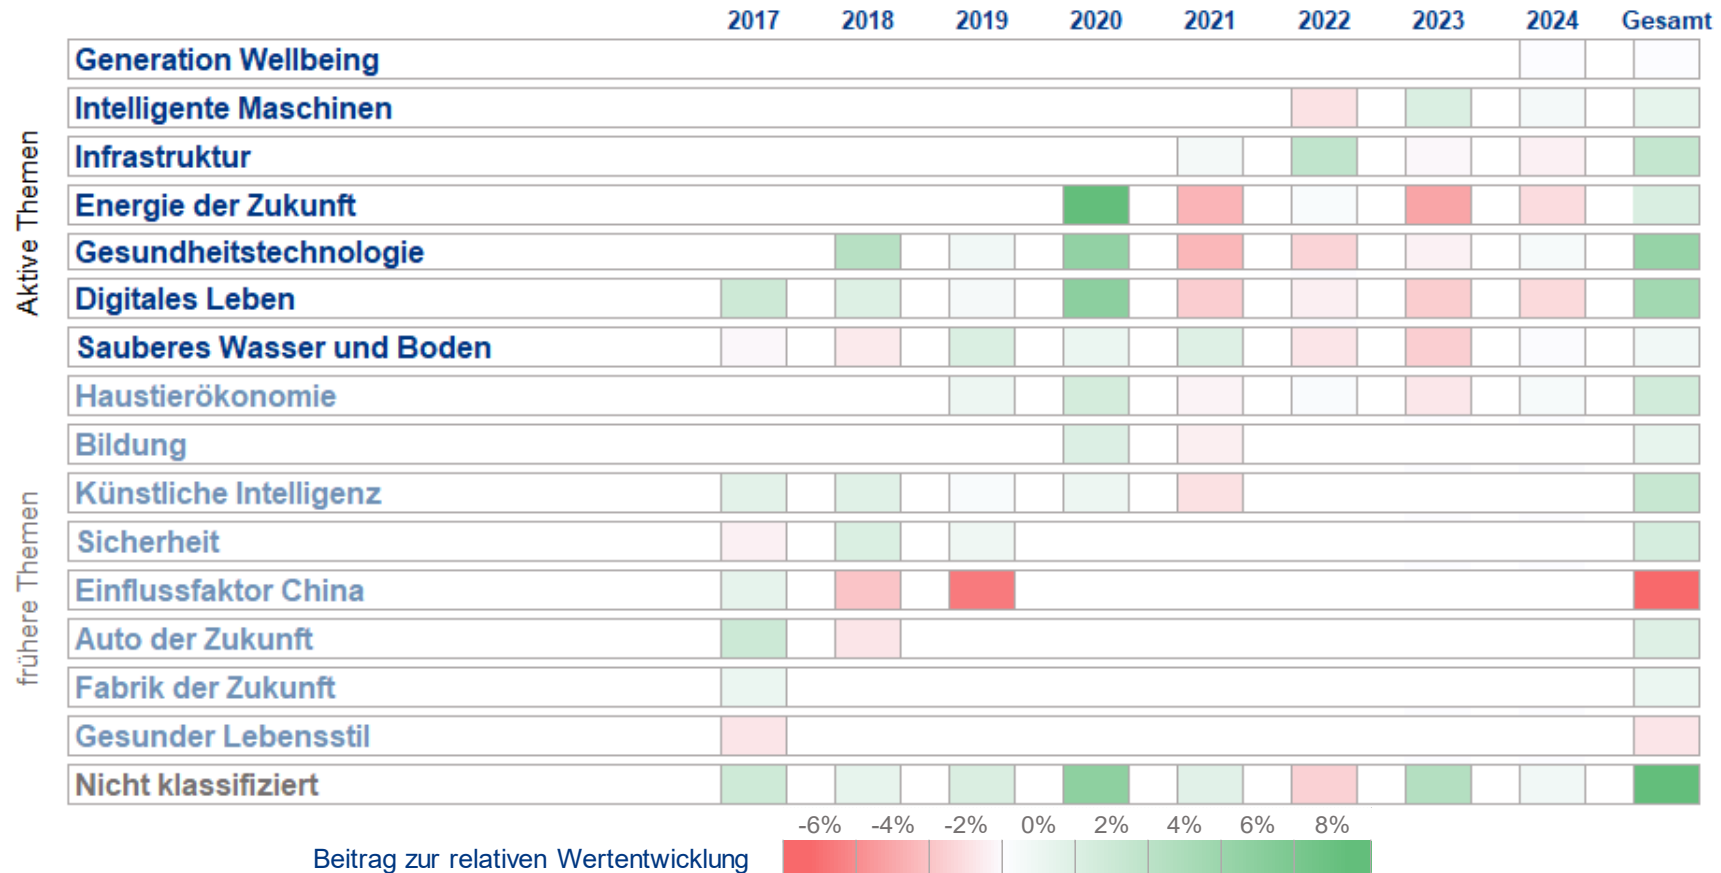 2017 2018 2019 2020 2021 2022 2023 2024 Gesamt
Aktive Themen
Generation Wellbeing
Intelligente Maschinen
Infrastruktur
Energie der Zukunft
Gesundheitstechnologie
Digitales Leben
Sauberes Wasser und Boden
frühere Themen
Haustierökonomie
Bildung
Künstliche Intelligenz
Sicherheit
Einflussfaktor China
Auto der Zukunft
Fabrik der Zukunft
Gesunder Lebensstil
Nicht klassifiziert
-6% -4% -2% 0% 2% 4% 6% 8%
Beitrag zur relativen Wertentwicklung